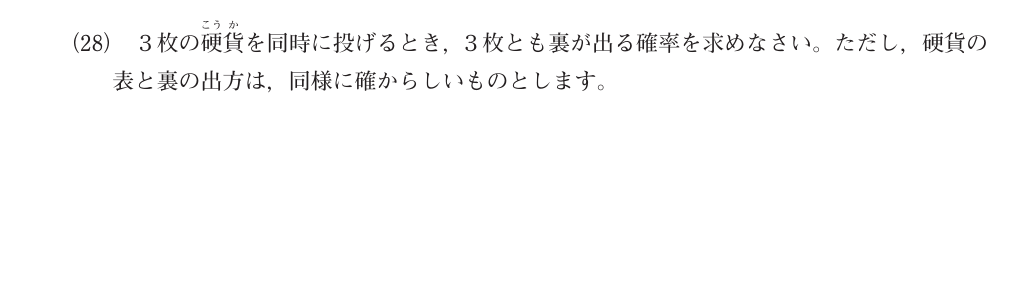 こう か
(28) 3枚の硬貨を同時に投げるとき，3枚とも裏が出る確率を求めなさい。ただし，硬貨の
表と裏の出方は，同様に確からしいものとします。